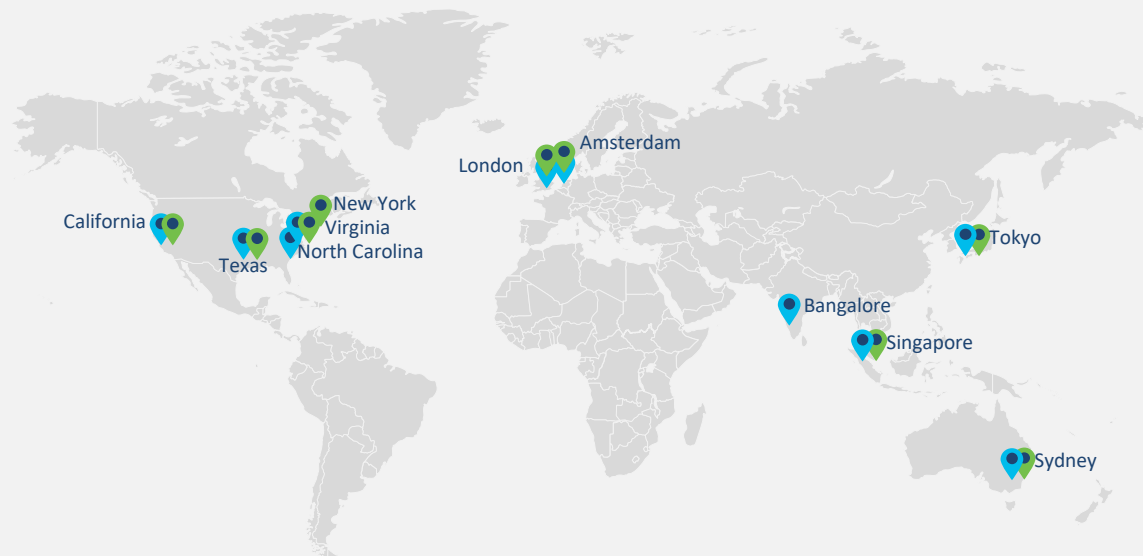 Amsterdam
London
New York
California
Virginia
Tokyo
North Carolina
Texas
Bangalore
Singapore
Sydney